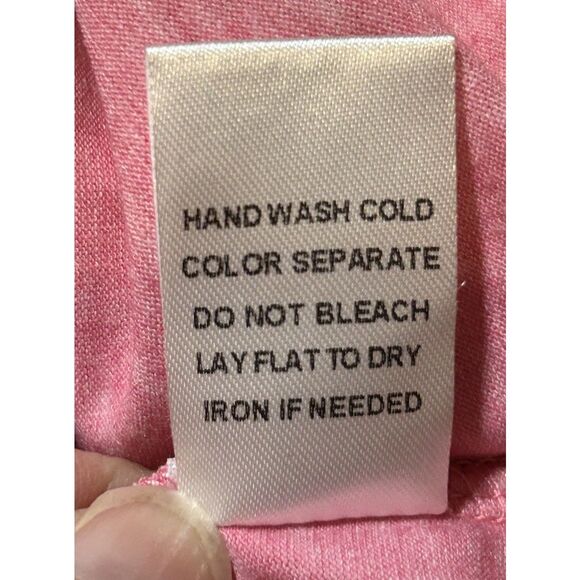 HAND WASH COLD
COLOR SEPARATE
DO NOT BLEACH
LAY FLAT TO DRY
IRON IF NEEDED